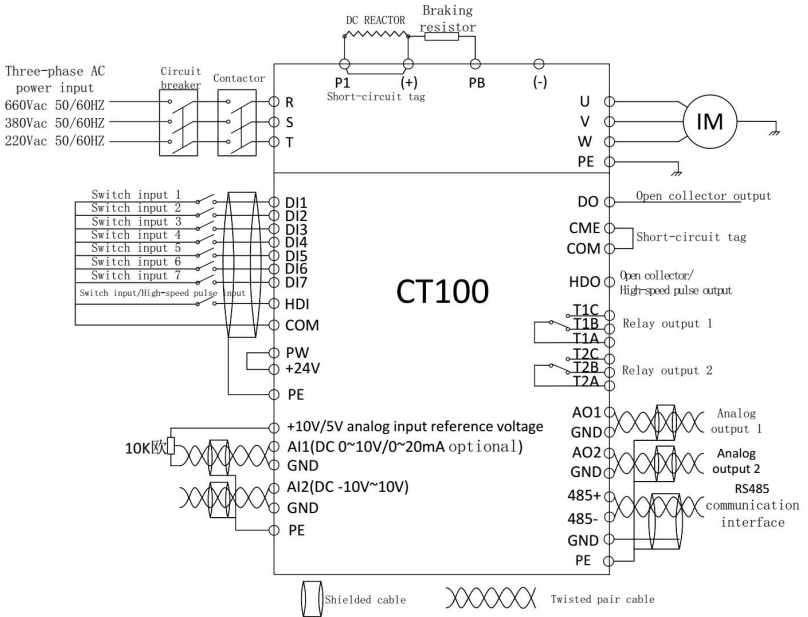 DC REACTOR
Braking
resistor
P1
(+)
PB
(-)
Short-circuit tag
Three-phase AC
power input
660Vac 50/60HZ
380Vac 50/60HZ
220Vac 50/60HZ
Circuit
breaker
Contactor
R
S
T
U
V
W
PE
IM
Switch input 1
Switch input 2
Switch input 3
Switch input 4
Switch input 5
Switch input 6
Switch input 7
Switch input/High-speed pulse input
DI1
DI2
DI3
DI4
DI5
DI6
DI7
HDI
COM
PW
+24V
PE
CT100
DO
Open collector output
CME
COM
Short-circuit tag
HDO
Open collector/
High-speed pulse output
T1C
T1B
T1A
Relay output 1
T2C
T2B
T2A
Relay output 2
10K欧
+10V/5V analog input reference voltage
AI1(DC 0~10V/0~20mA optional)
GND
AI2(DC -10V~10V)
GND
PE
AO1
GND
Analog
output 1
AO2
GND
Analog
output 2
485+
485-
GND
PE
RS485
communication
interface
Shielded cable
Twisted pair cable